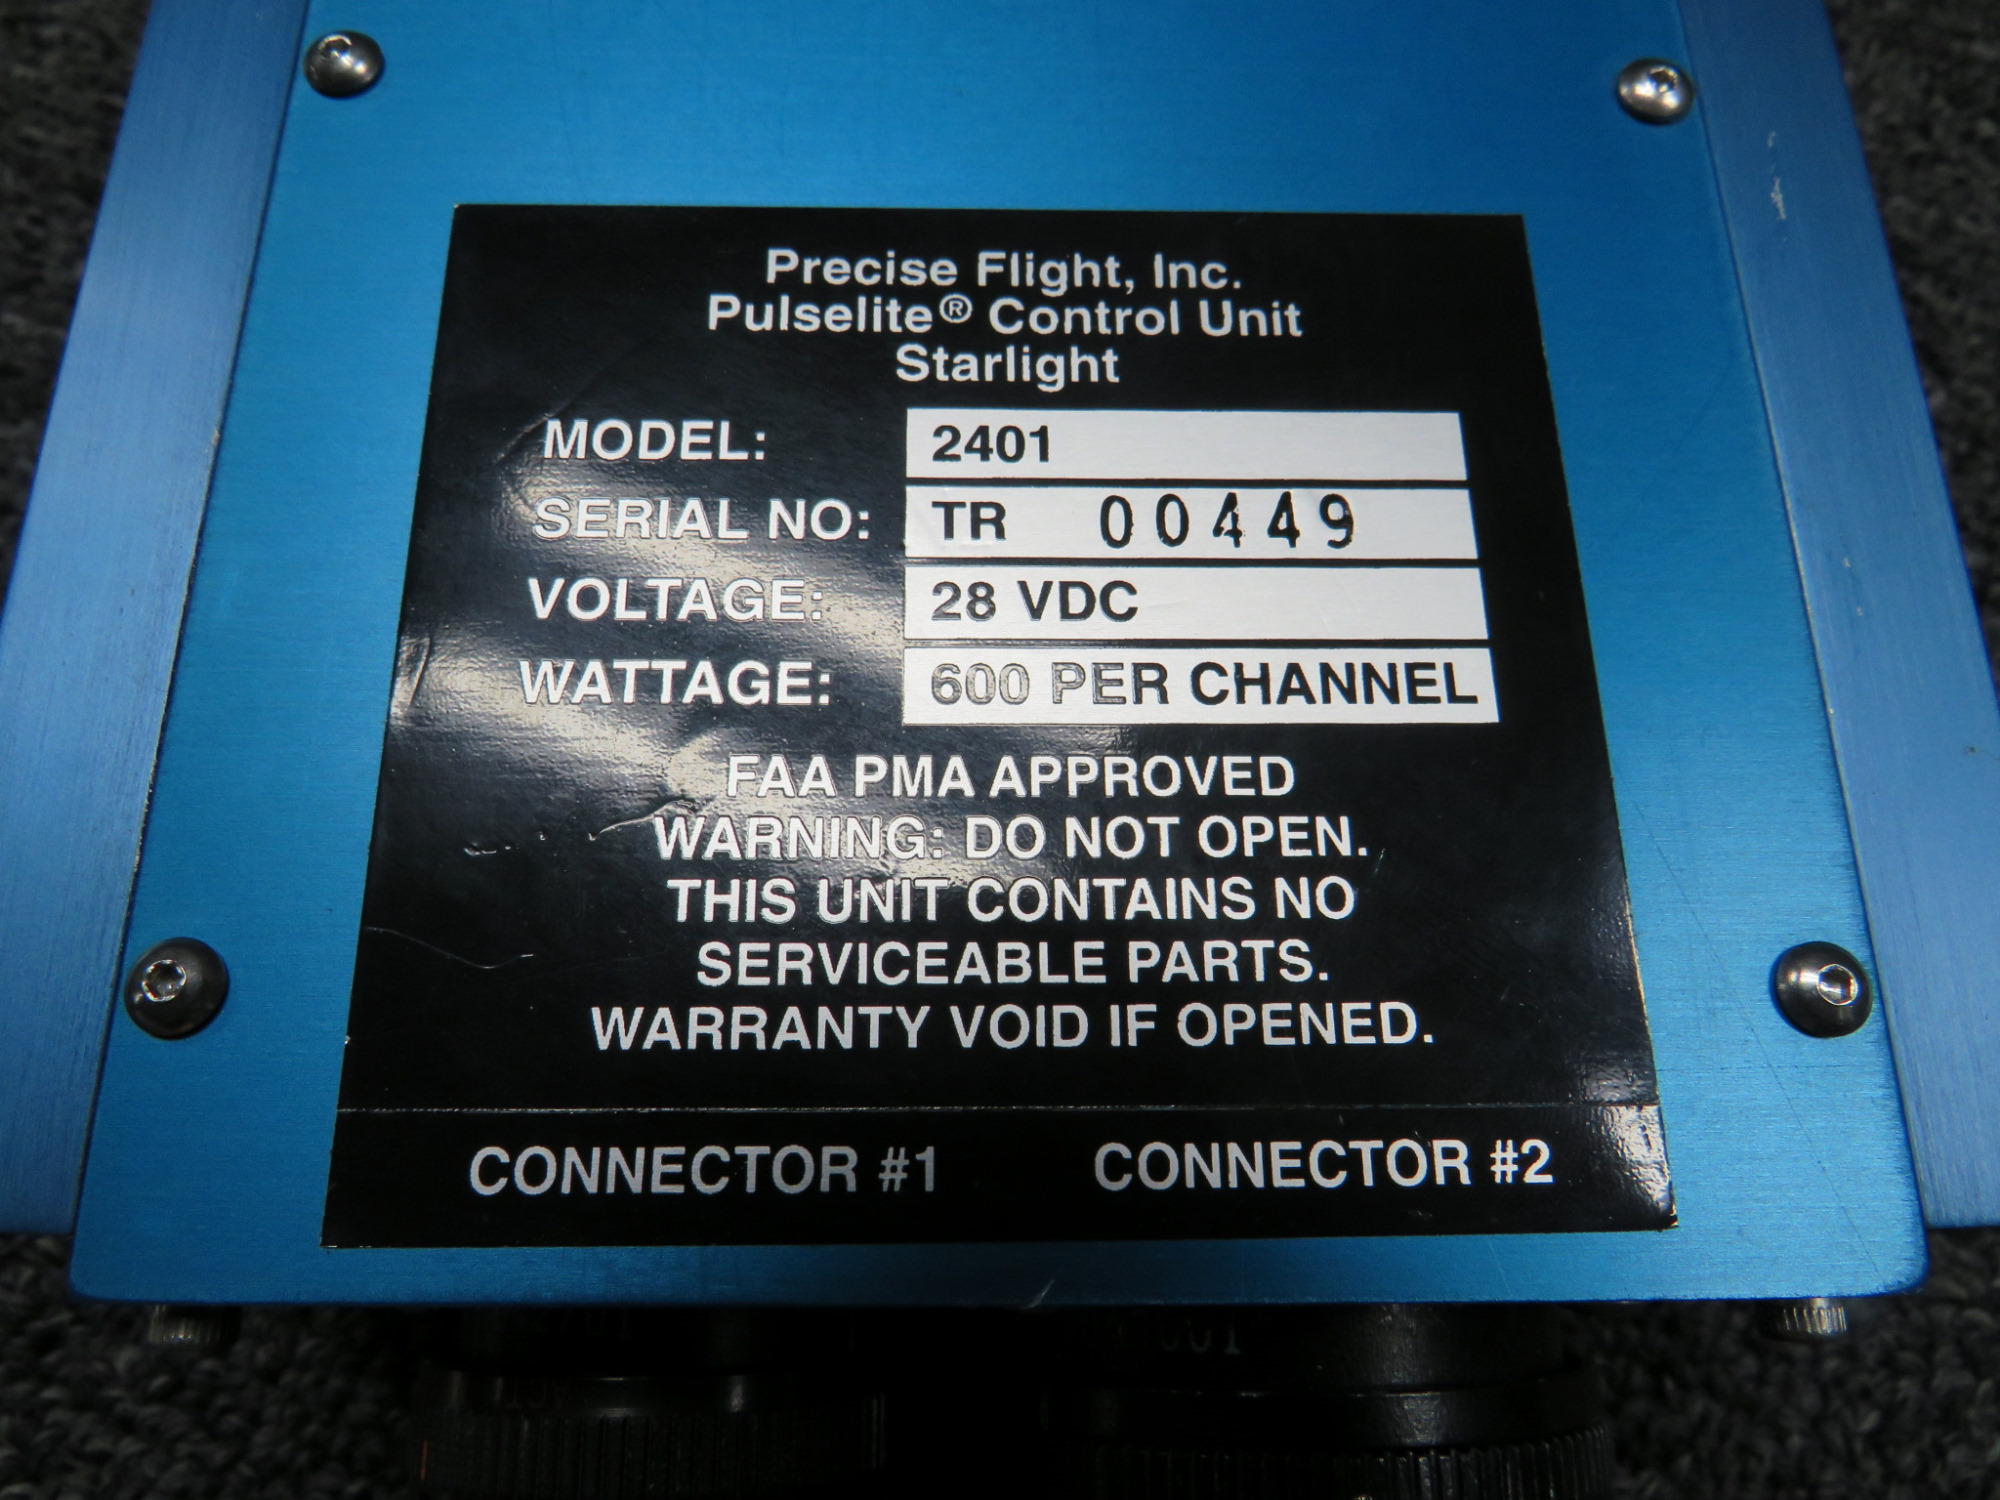 Precise Flight, Inc.
Pulselite® Control Unit
Starlight
MODEL: 2401
SERIAL NO: TR 00449
VOLTAGE: 28 VDC
WATTAGE: 600 PER CHANNEL
FAA PMA APPROVED
WARNING: DO NOT OPEN.
THIS UNIT CONTAINS NO
SERVICEABLE PARTS.
WARRANTY VOID IF OPENED.
CONNECTOR #1 CONNECTOR #2